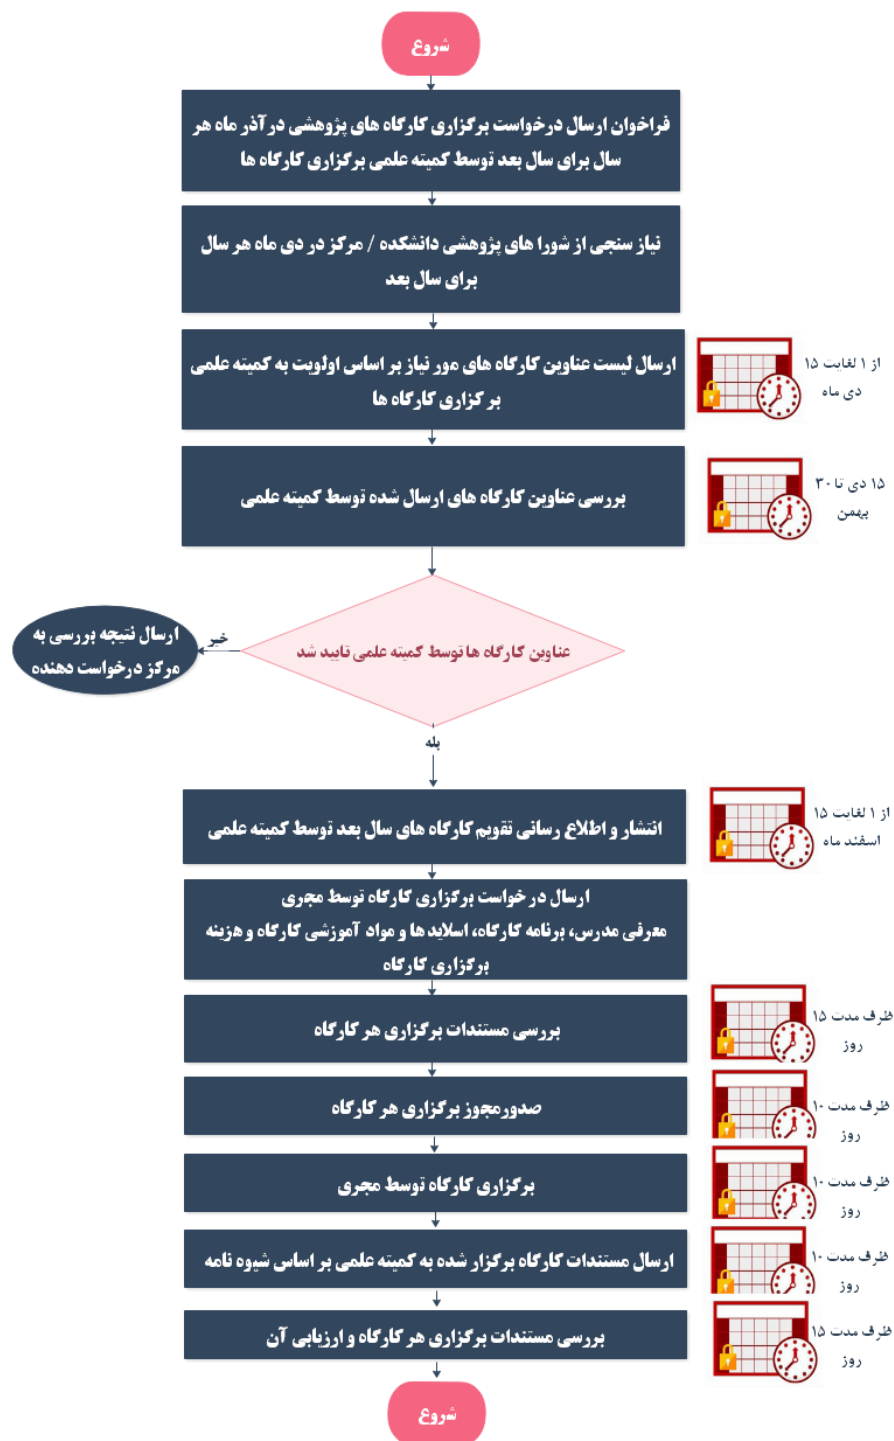 شروع
فراخوان ارسال درخواست برگزاری کارگاه های پژوهشی در آذر ماه هر
سال برای سال بعد توسط کمیته علمی برگزاری کارگاه ها
نیاز سنجی از شورا های پژوهشی دانشکده / مرکز در دی ماه هر سال
برای سال بعد
ارسال لیست عناوین کارگاه های مور نیاز بر اساس اولویت به کمیته علمی
برگزاری کارگاه ها
از ۱ لغایت ۱۵
دی ماه
بررسی عناوین کارگاه های ارسال شده توسط کمیته علمی
۱۵ دی تا ۳۰
بهمن
عناوین کارگاه ها توسط کمیته علمی تایید شد
خیر
ارسال نتیجه بررسی به
مرکز درخواست دهنده
بله
انتشار و اطلاع رسانی تقویم کارگاه های سال بعد توسط کمیته علمی
از ۱ لغایت ۱۵
اسفند ماه
ارسال درخواست برگزاری کارگاه توسط مجری
معرفی مدرس، برنامه کارگاه، اسلایدها و مواد آموزشی کارگاه و هزینه
برگزاری کارگاه
بررسی مستندات برگزاری هر کارگاه
ظرف مدت ۱۵
روز
صدورمجوز برگزاری هر کارگاه
ظرف مدت ۱۰
روز
برگزاری کارگاه توسط مجری
ظرف مدت ۱۰
روز
ارسال مستندات کارگاه برگزار شده به کمیته علمی بر اساس شیوه نامه
ظرف مدت ۱۰
روز
بررسی مستندات برگزاری هر کارگاه و ارزیابی آن
ظرف مدت ۱۵
روز
شروع